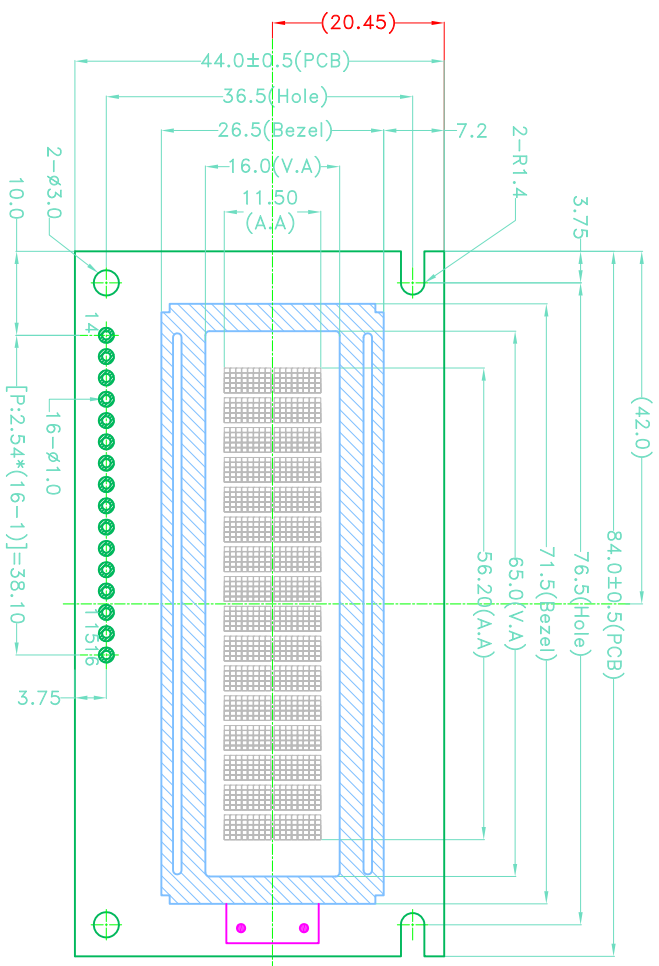 (20.45)
44.0±0.5(PCB)
36.5(Hole)
26.5(Bezel)
7.2
16.0(V.A)
11.50
(A.A)
2-R1.4
3.75
2-ø3.0
10.0
14
16-ø1.0
[P:2.54*(16-1)]=38.10
1 15 16
3.75
(42.0)
84.0±0.5(PCB)
76.5(Hole)
71.5(Bezel)
65.0(V.A)
56.20(A.A)